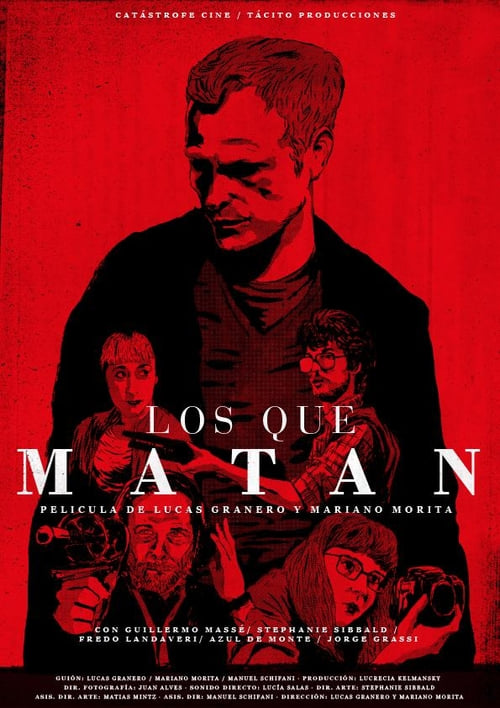 CATÁSTROFE CINE / TÁCITO PRODUCCIONES
LOS QUE
MATAN
PELICULA DE LUCAS GRANERO Y MARIANO MORITA
CON GUILLERMO MASSÉ/ STEPHANIE SIBBALD/
FREDO LANDAVERI/ AZUL DE MONTE / JORGE GRASSI
GUIÓN: LUCAS GRANERO / MARIANO MORITA / MANUEL SCHIFANI · PRODUCCIÓN: LUCRECIA KELMANSKY
DIR. FOTOGRAFÍA: JUAN ALVES · SONIDO DIRECTO: LUCÍA SALAS · DIR. ARTE: STEPHANIE SIBBALD
ASIS. DIR. ARTE: MATIAS MINTZ · ASIS. DIR: MANUEL SCHIFANI · DIRECCIÓN: LUCAS GRANERO Y MARIANO MORITA